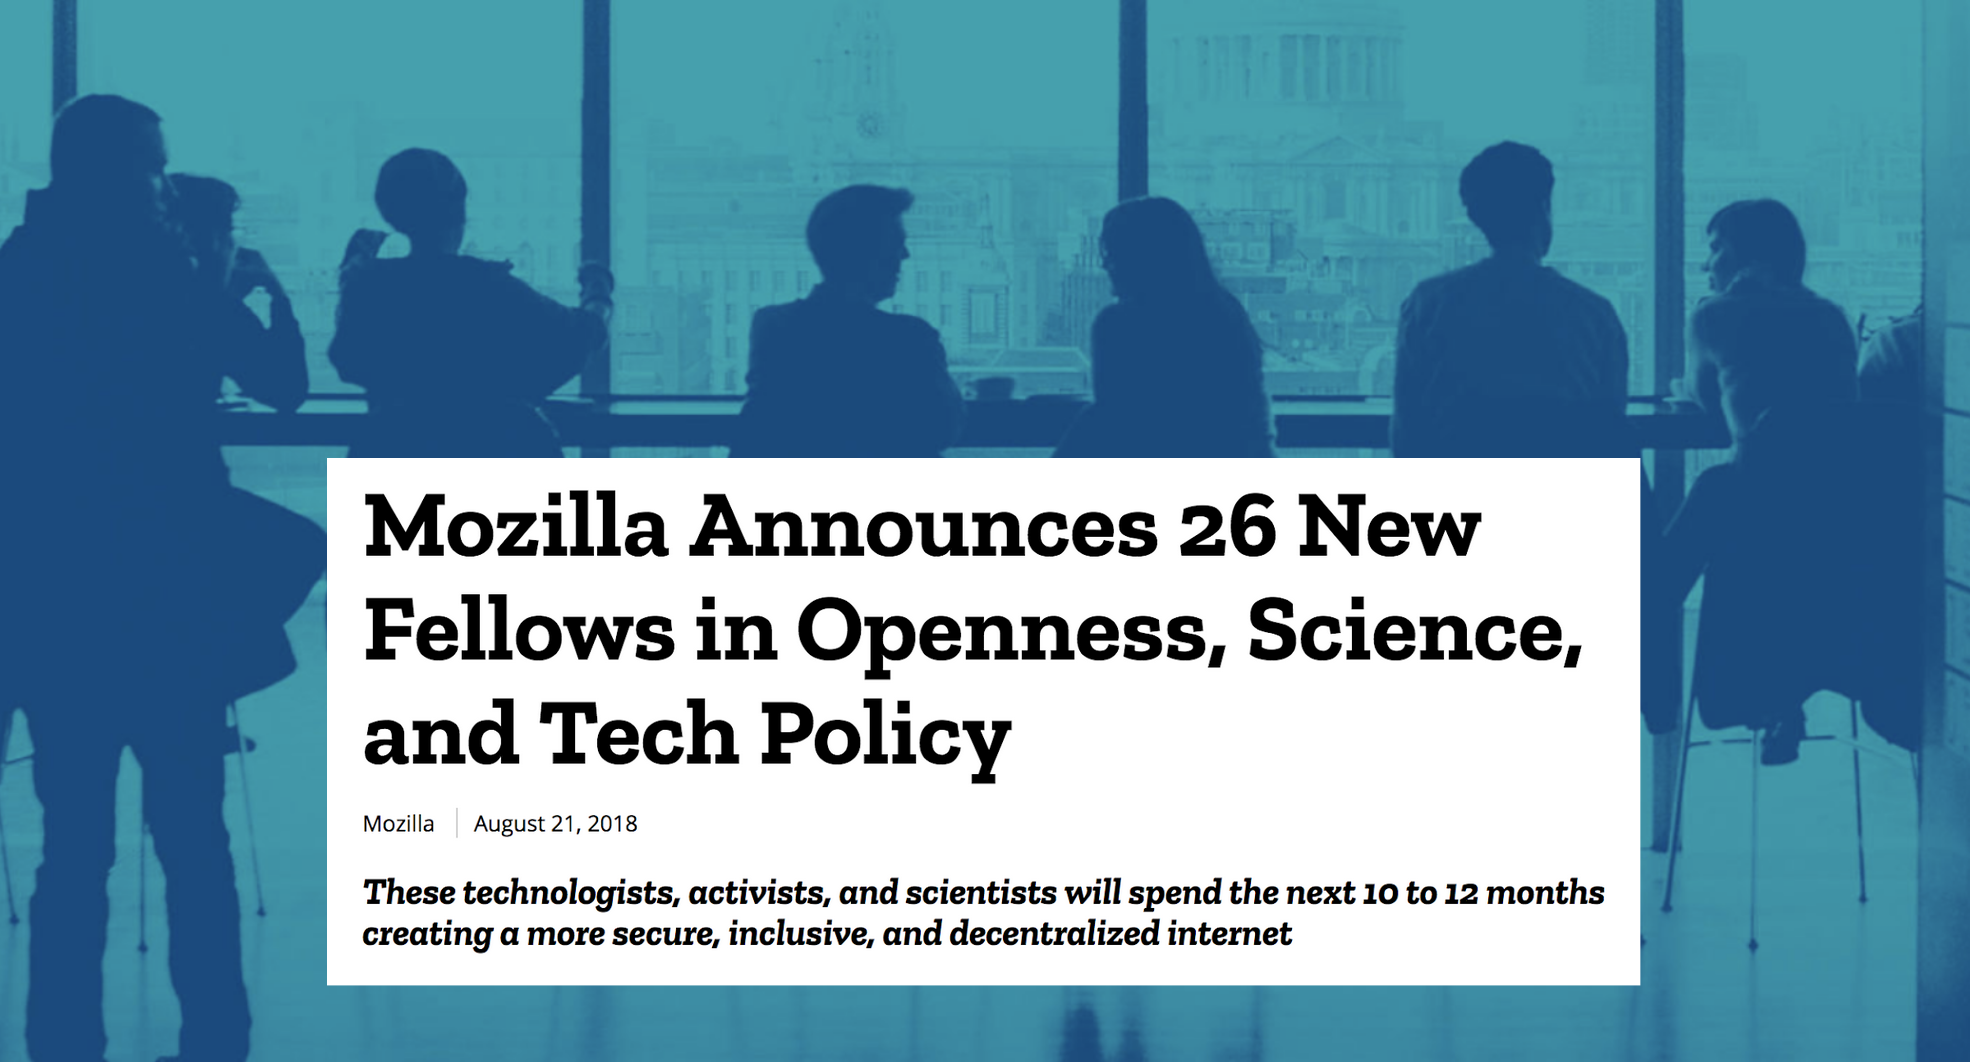 Mozilla Announces 26 New
Fellows in Openness, Science,
and Tech Policy
Mozilla | August 21, 2018
These technologists, activists, and scientists will spend the next 10 to 12 months
creating a more secure, inclusive, and decentralized internet